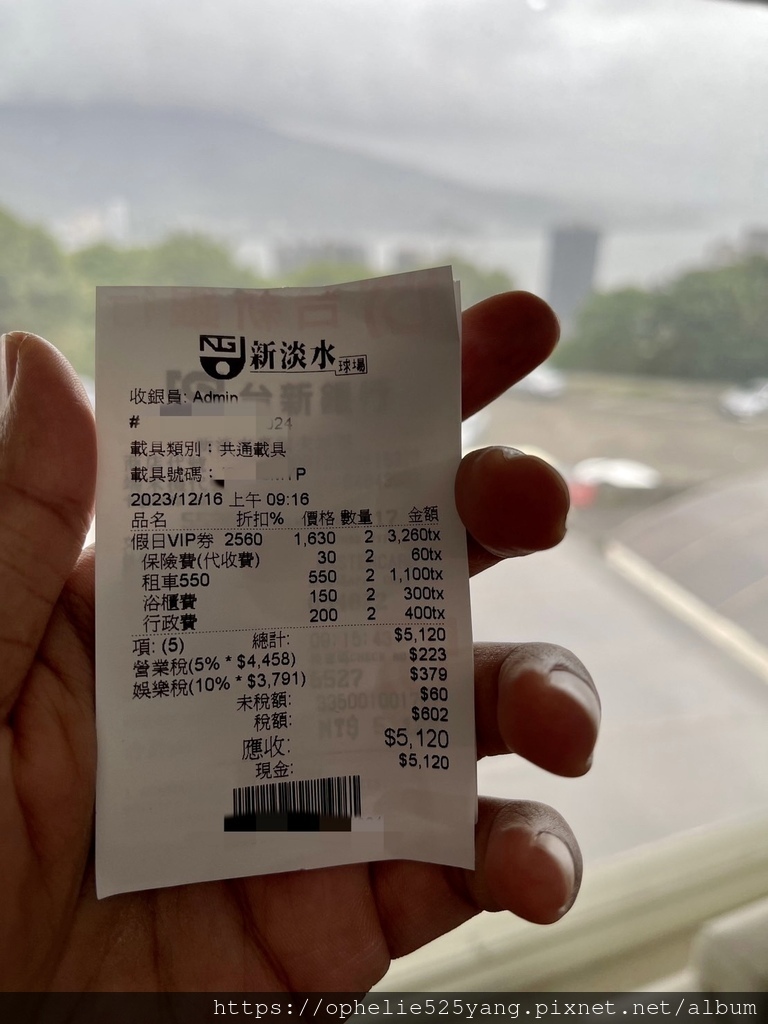 NG 新淡水 球場
收銀員: Admin
# 024
載具類別：共通載具
載具號碼： P
2023/12/16 上午 09:16
品名 折扣% 價格 數量 金額
假日VIP券 2560 1,630 2 3,260tx
保險費(代收費) 30 2 60tx
租車550 550 2 1,100tx
浴櫃費 150 2 300tx
行政費 200 2 400tx
項: (5) 總計: $5,120
營業稅(5% * $4,458) $223
娛樂稅(10% * $3,791) $379
未稅額: $60
稅額: $602
應收: $5,120
現金: $5,120
https://ophelie525yang.pixnet.net/album